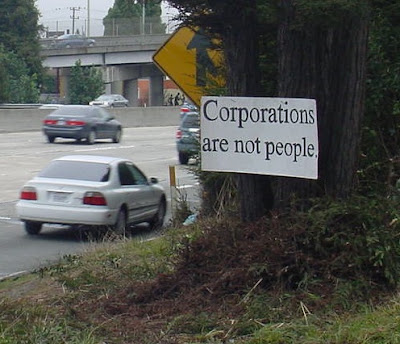 Corporations
are not people.